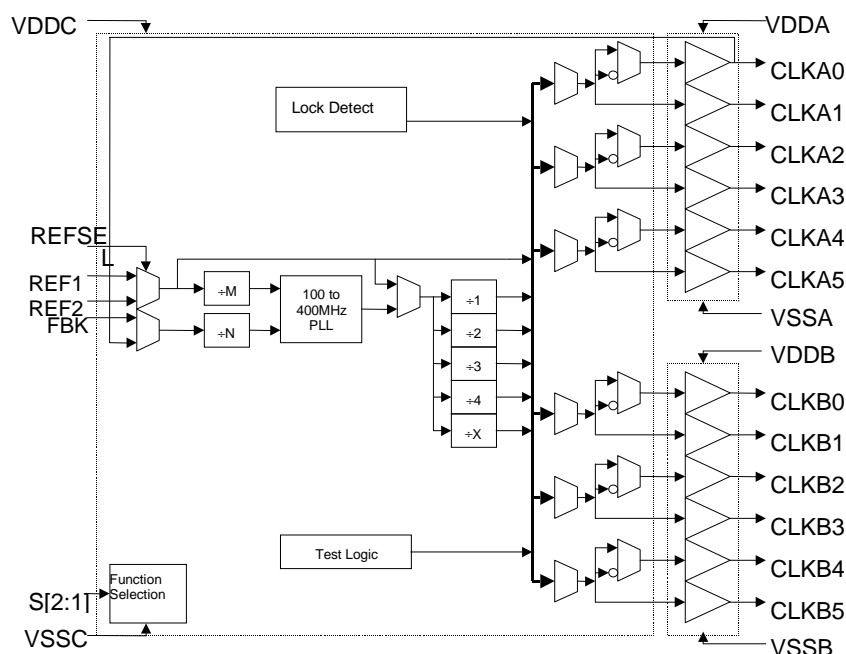 VDDC
VDDA
CLKA0
Lock Detect
CLKA1
CLKA2
CLKA3
REFSE
L
CLKA4
REF1
÷M
100 to
400MHz
PLL
÷1
CLKA5
REF2
FBK
÷N
÷2
VSSA
÷3
VDDB
÷4
CLKB0
÷X
CLKB1
CLKB2
CLKB3
Test Logic
CLKB4
Function
Selection
S[2:1]
CLKB5
VSSC
VSSB